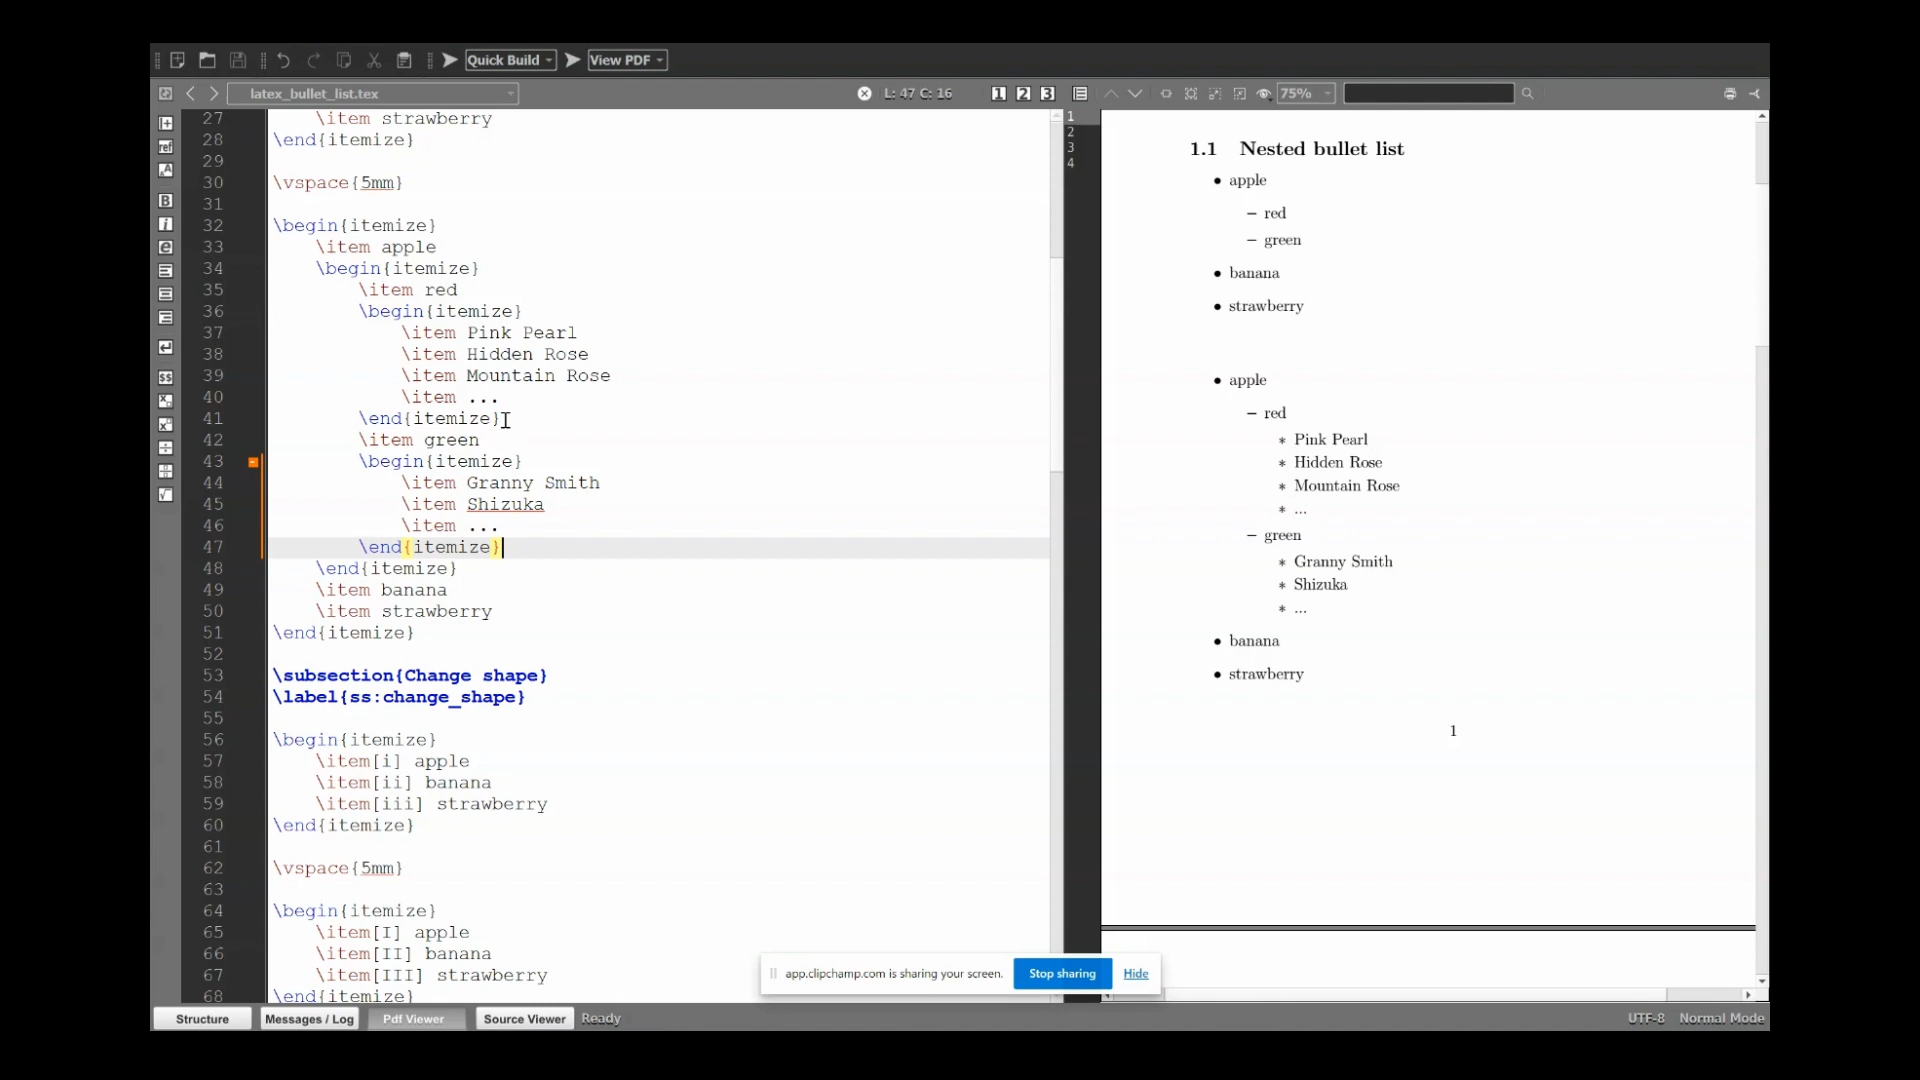 Quick Build
View PDF
latex_bullet_list.tex
L: 47 C: 16
1 2 3
75%
27 \item strawberry
28 \end{itemize}
29
30 \vspace{5mm}
31
32 \begin{itemize}
33 \item apple
34 \begin{itemize}
35 \item red
36 \begin{itemize}
37 \item Pink Pearl
38 \item Hidden Rose
39 \item Mountain Rose
40 \item ...
41 \end{itemize}
42 \item green
43 \begin{itemize}
44 \item Granny Smith
45 \item Shizuka
46 \item ...
47 \end{itemize}
48 \end{itemize}
49 \item banana
50 \item strawberry
51 \end{itemize}
52
53 \subsection{Change shape}
54 \label{ss:change_shape}
55
56 \begin{itemize}
57 \item[i] apple
58 \item[ii] banana
59 \item[iii] strawberry
60 \end{itemize}
61
62 \vspace{5mm}
63
64 \begin{itemize}
65 \item[I] apple
66 \item[II] banana
67 \item[III] strawberry
68 \end{itemize}
1
2
3
4
1.1 Nested bullet list
• apple
– red
– green
• banana
• strawberry
• apple
– red
* Pink Pearl
* Hidden Rose
* Mountain Rose
* ...
– green
* Granny Smith
* Shizuka
* ...
• banana
• strawberry
1
app.clipchamp.com is sharing your screen.
Stop sharing
Hide
Structure
Messages / Log
Pdf Viewer
Source Viewer
Ready
UTF-8
Normal Mode